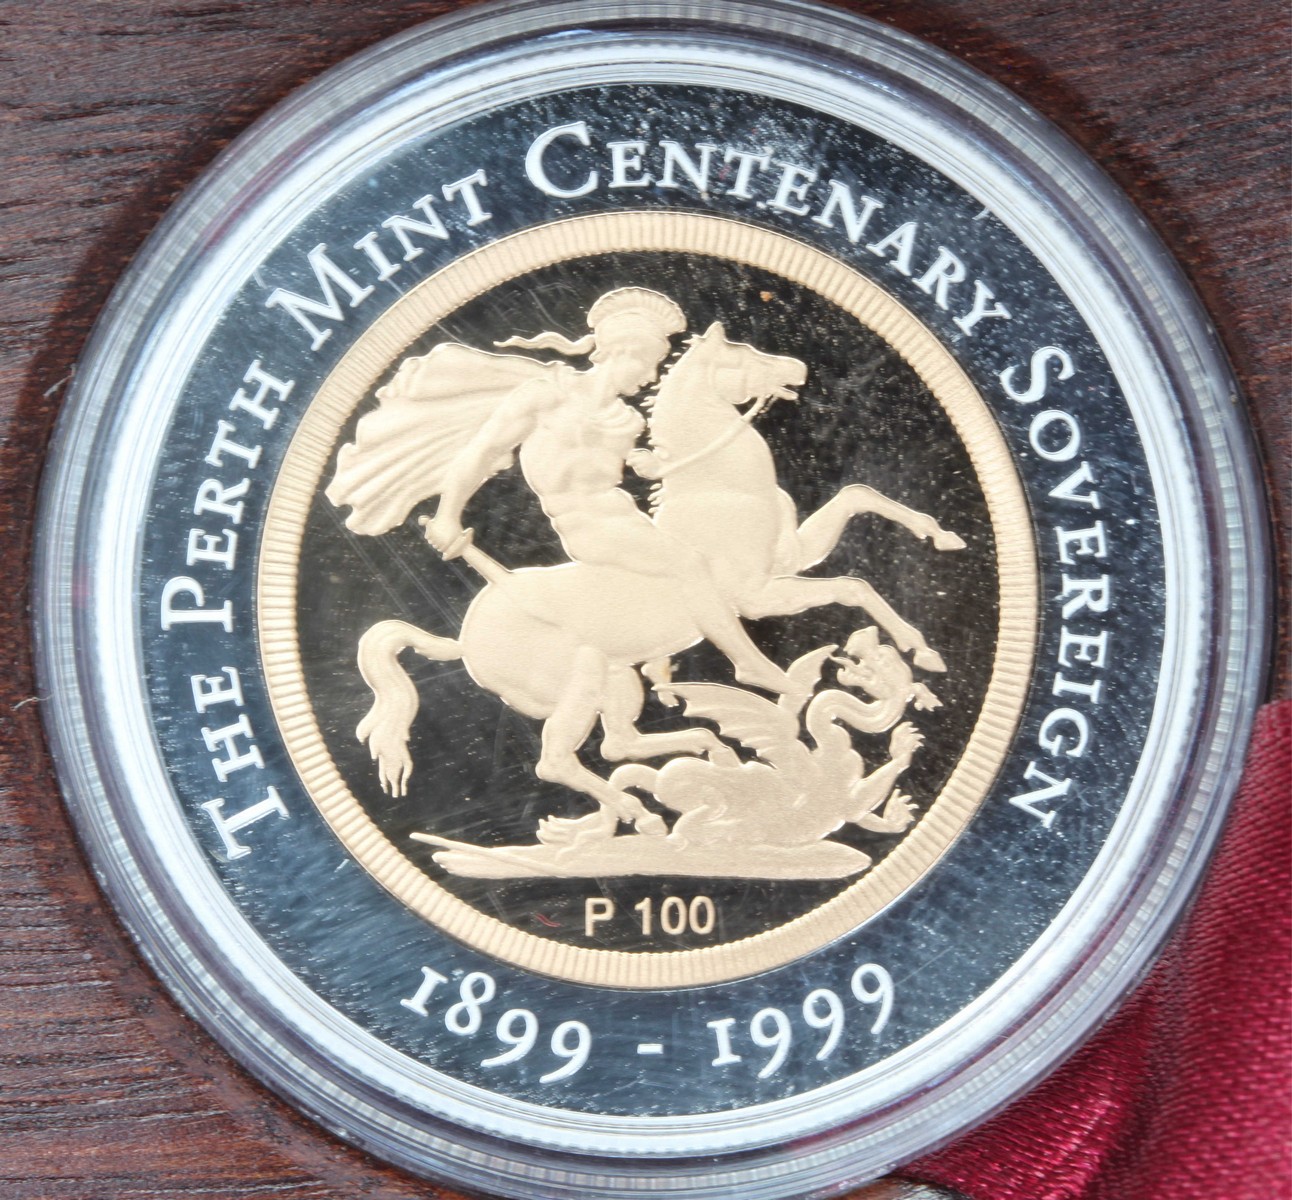 The Perth Mint Centenary Sovereign
P 100
1899 - 1999